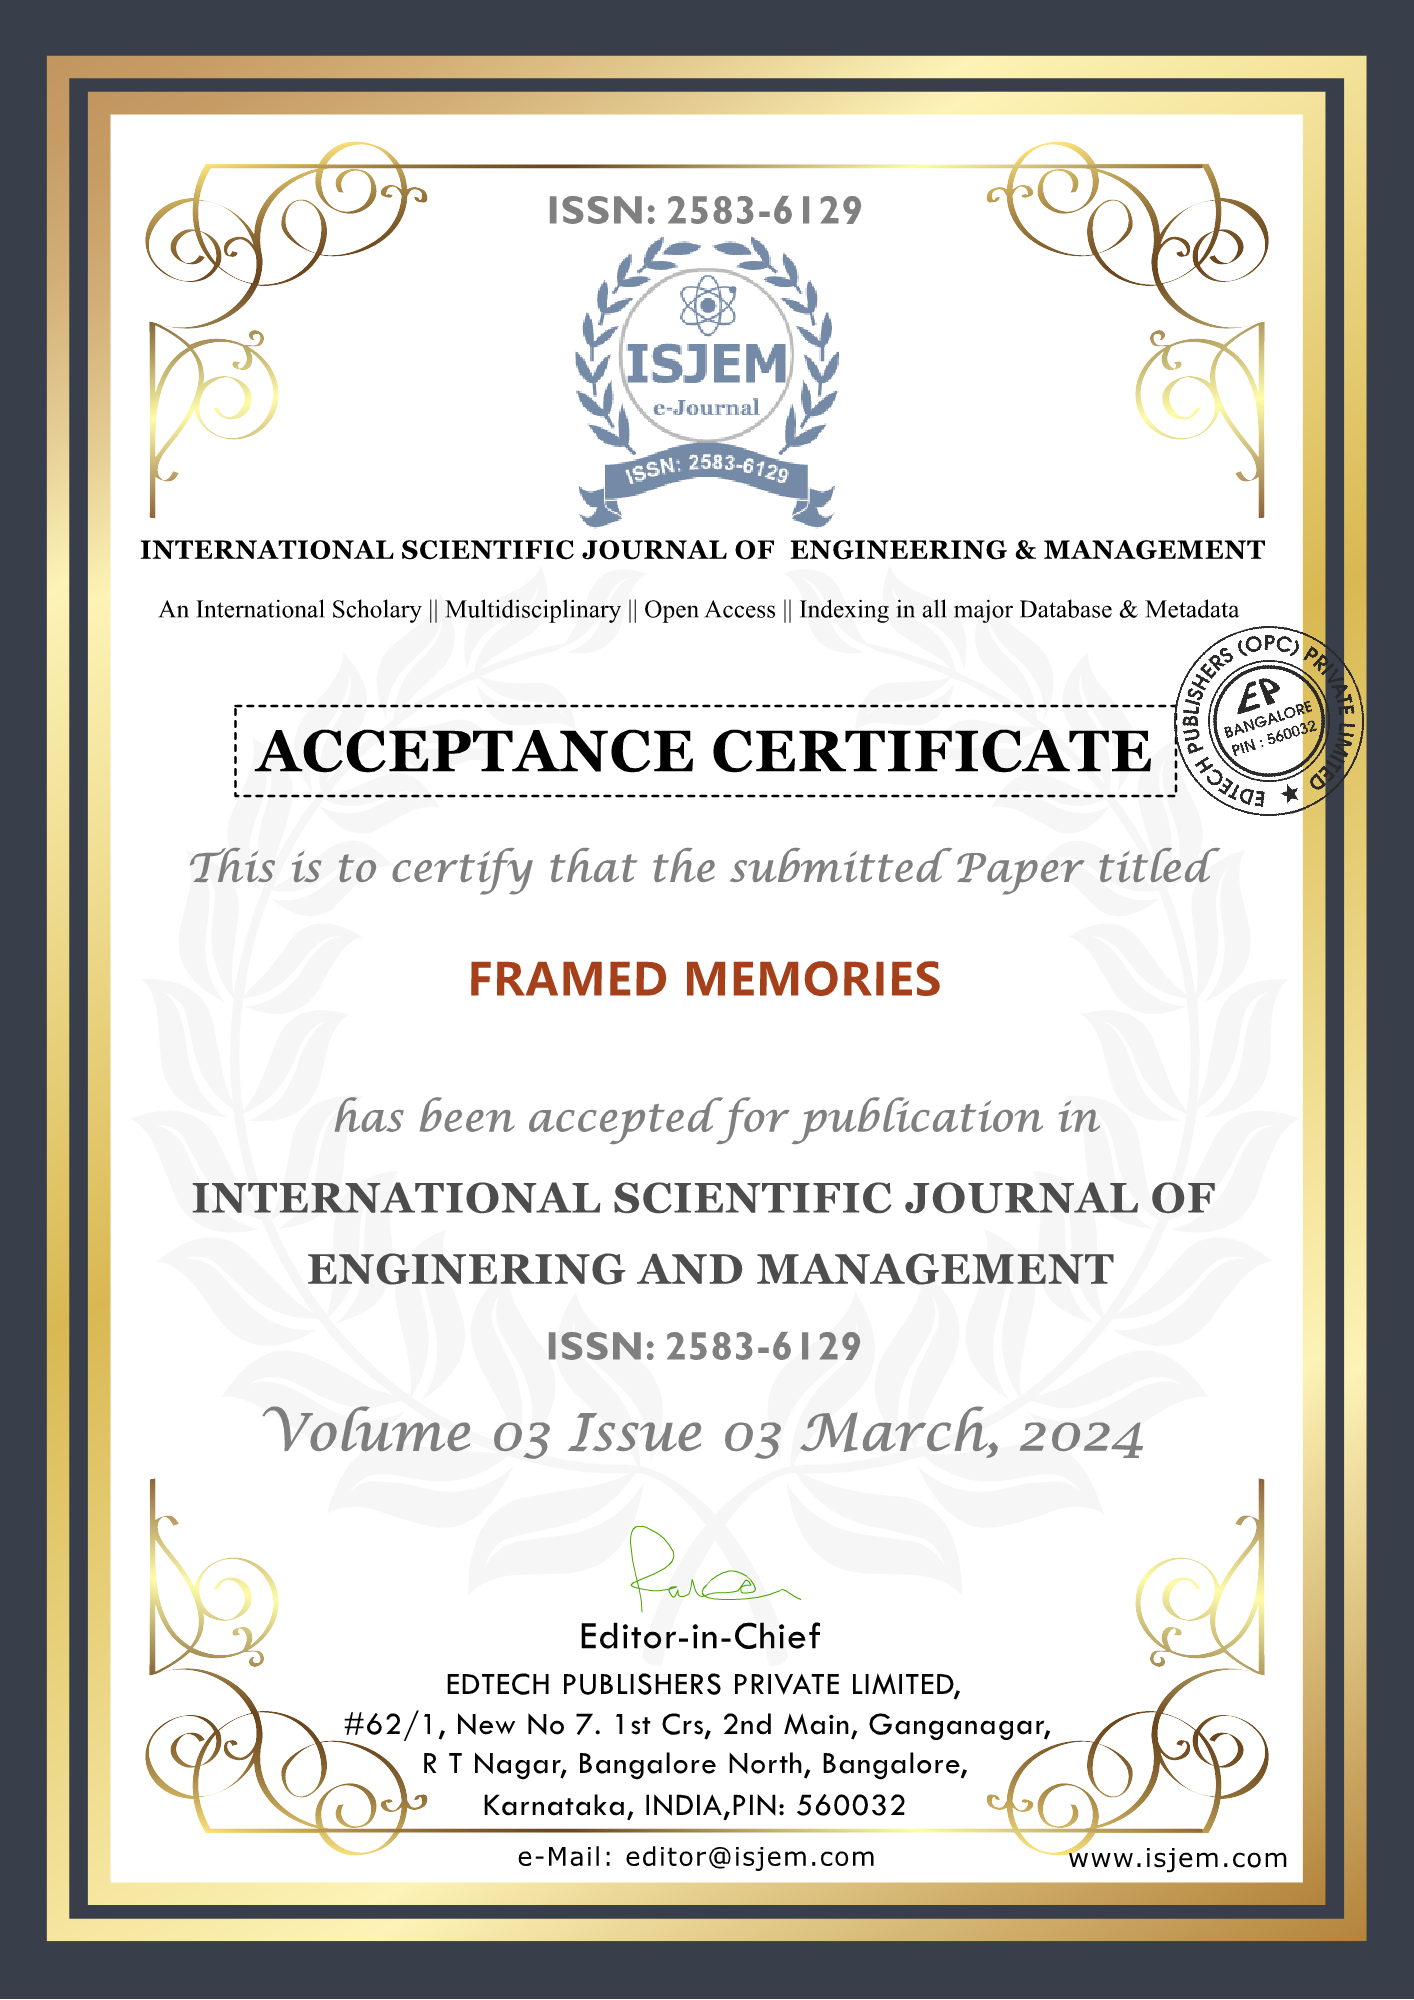 ISSN: 2583-6129
ISJEM
e-Journal
ISSN: 2583-6129
INTERNATIONAL SCIENTIFIC JOURNAL OF ENGINEERING & MANAGEMENT
An International Scholary || Multidisciplinary || Open Access || Indexing in all major Database & Metadata
EDTECH PUBLISHERS (OPC) PRIVATE LIMITED
EP
BANGALORE
PIN : 560032
ACCEPTANCE CERTIFICATE
This is to certify that the submitted Paper titled
FRAMED MEMORIES
has been accepted for publication in
INTERNATIONAL SCIENTIFIC JOURNAL OF
ENGINERING AND MANAGEMENT
ISSN: 2583-6129
Volume 03 Issue 03 March, 2024
Editor-in-Chief
EDTECH PUBLISHERS PRIVATE LIMITED,
#62/1, New No 7. 1st Crs, 2nd Main, Ganganagar,
R T Nagar, Bangalore North, Bangalore,
Karnataka, INDIA,PIN: 560032
e-Mail: editor@isjem.com
www.isjem.com